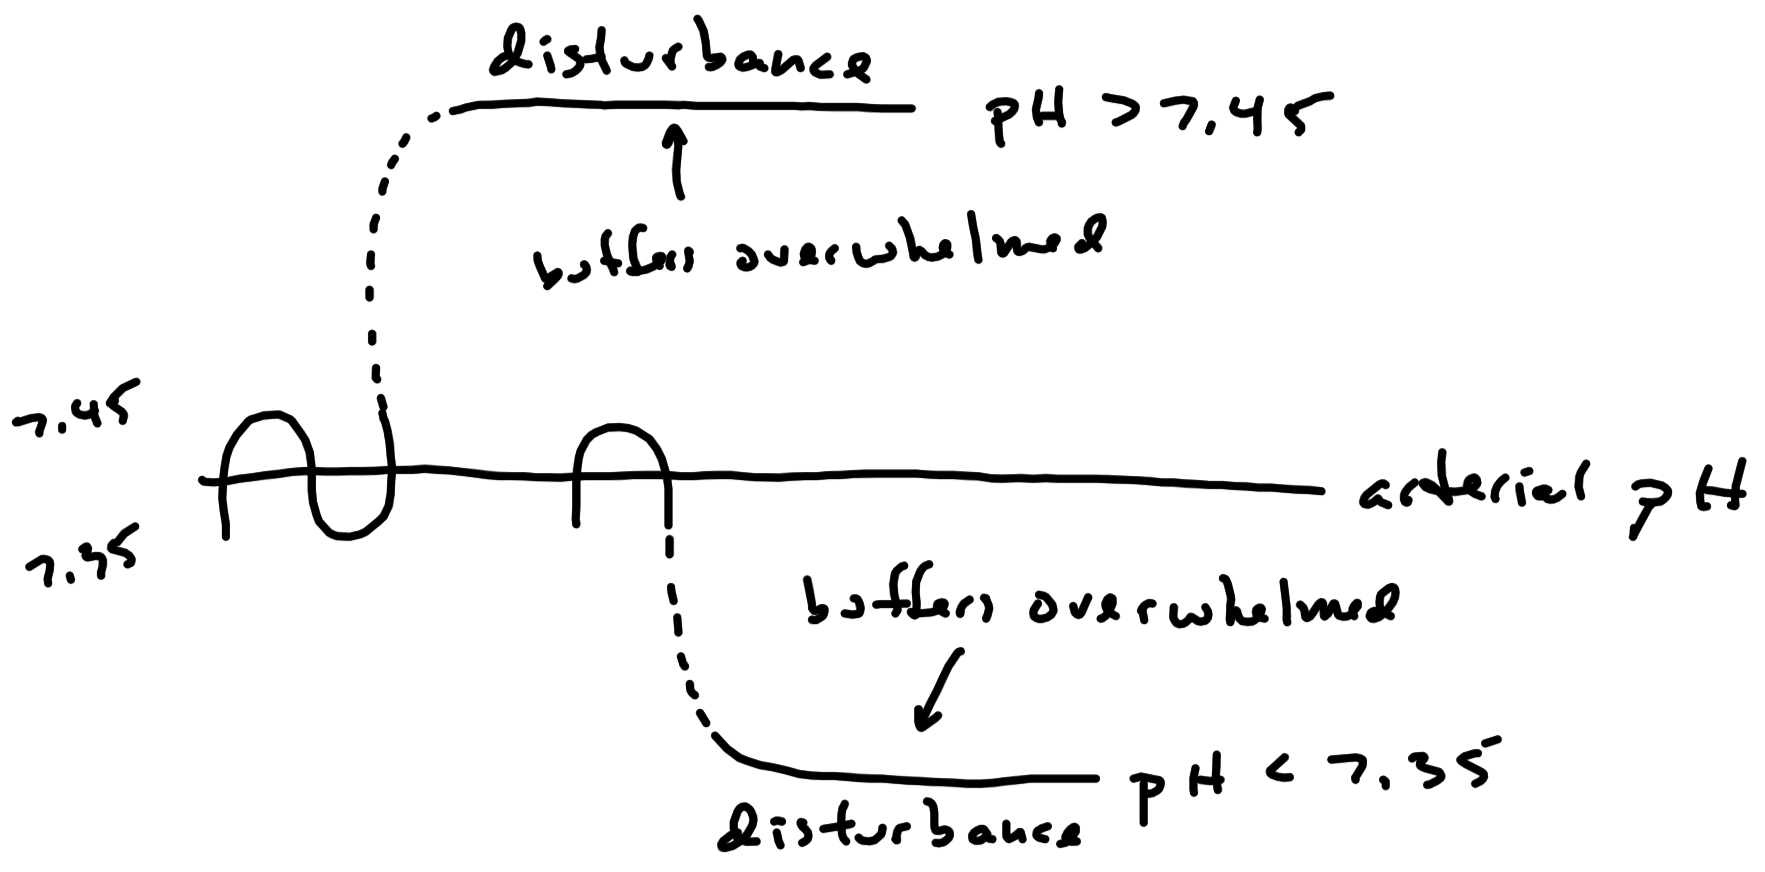 disturbance
pH > 7.45
buffers overwhelmed
7.45
arterial pH
7.35
buffers overwhelmed
pH < 7.35
disturbance